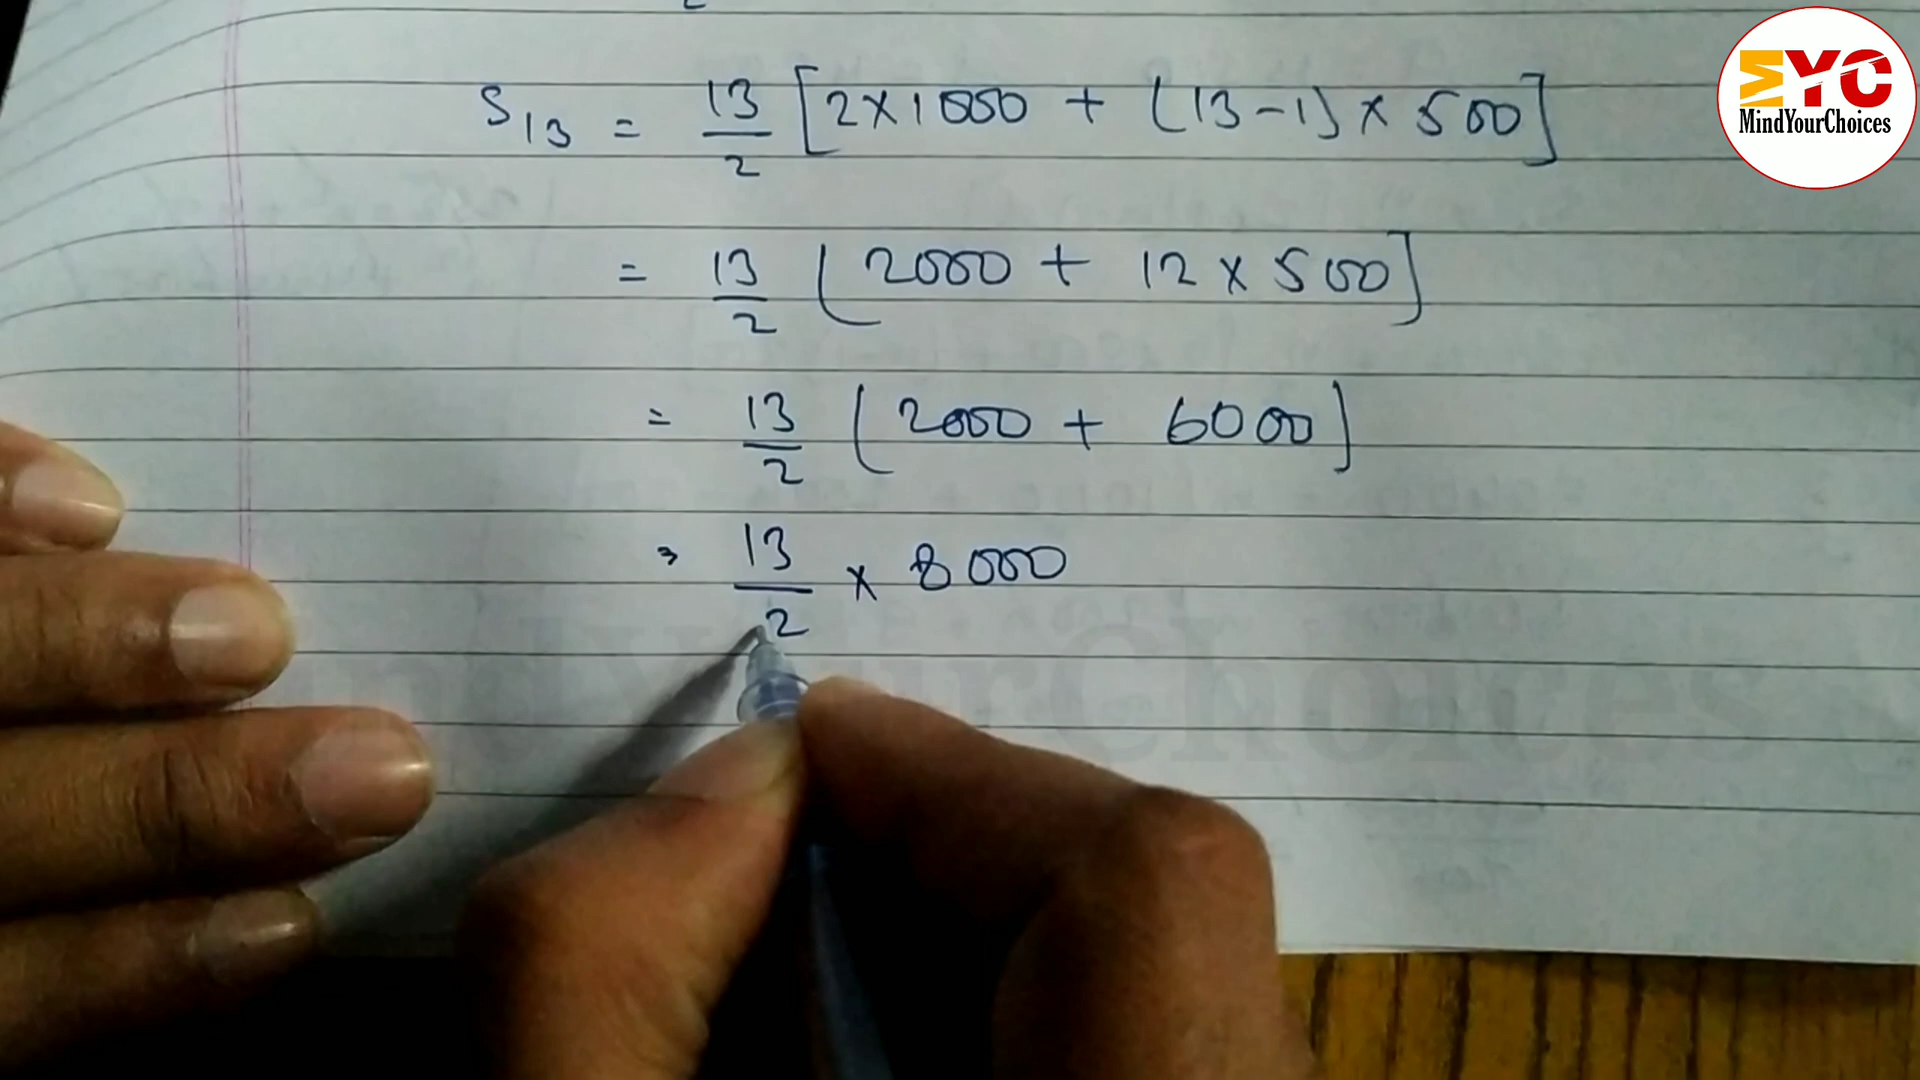 MYC
MindYourChoices
S₁₃ = 13/2 [2×1000 + (13-1) × 500]
= 13/2 (2000 + 12 × 500]
= 13/2 [2000 + 6000]
= 13/2 × 8000
MindYourChoices